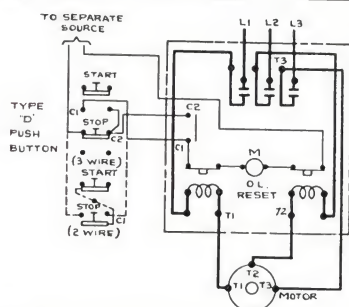 TO SEPARATE
SOURCE
L1 L2 L3
T3
START
TYPE
"D"
PUSH
BUTTON
C1
STOP
C2
C2
C1
(3 WIRE)
START
M
O.L.
RESET
STOP
C1
(2 WIRE)
T1
T2
T2
T1 T3
MOTOR